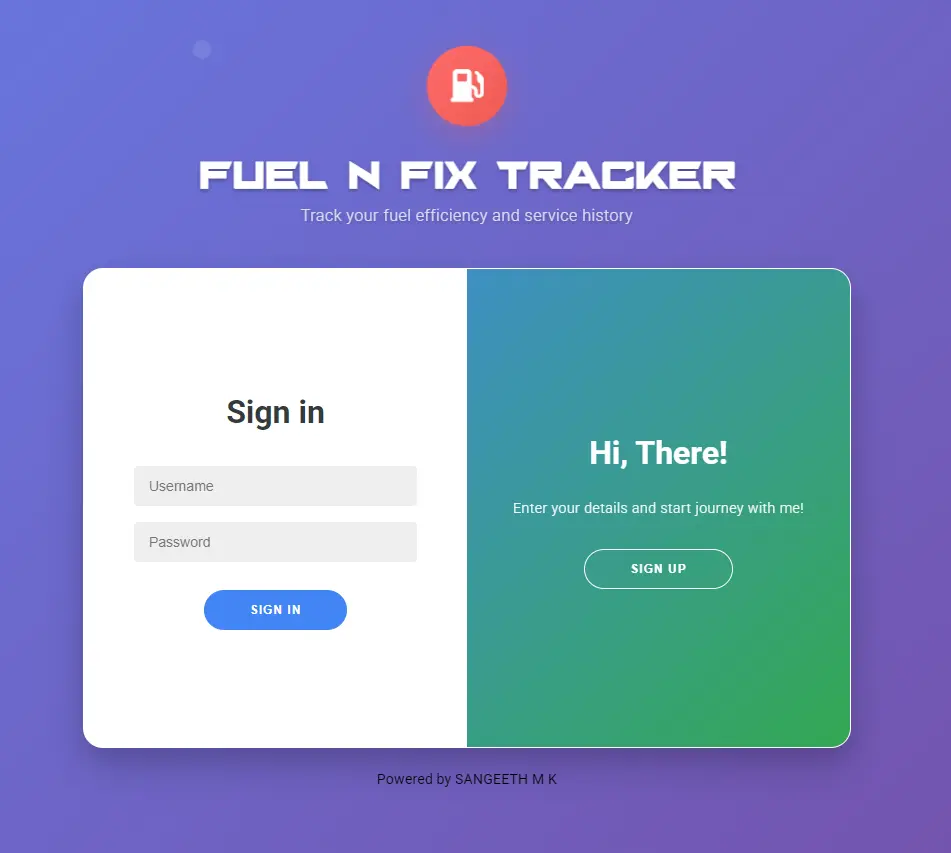 FUEL N FIX TRACKER
Track your fuel efficiency and service history
Sign in
Username
Password
SIGN IN
Hi, There!
Enter your details and start journey with me!
SIGN UP
Powered by SANGEETH M K